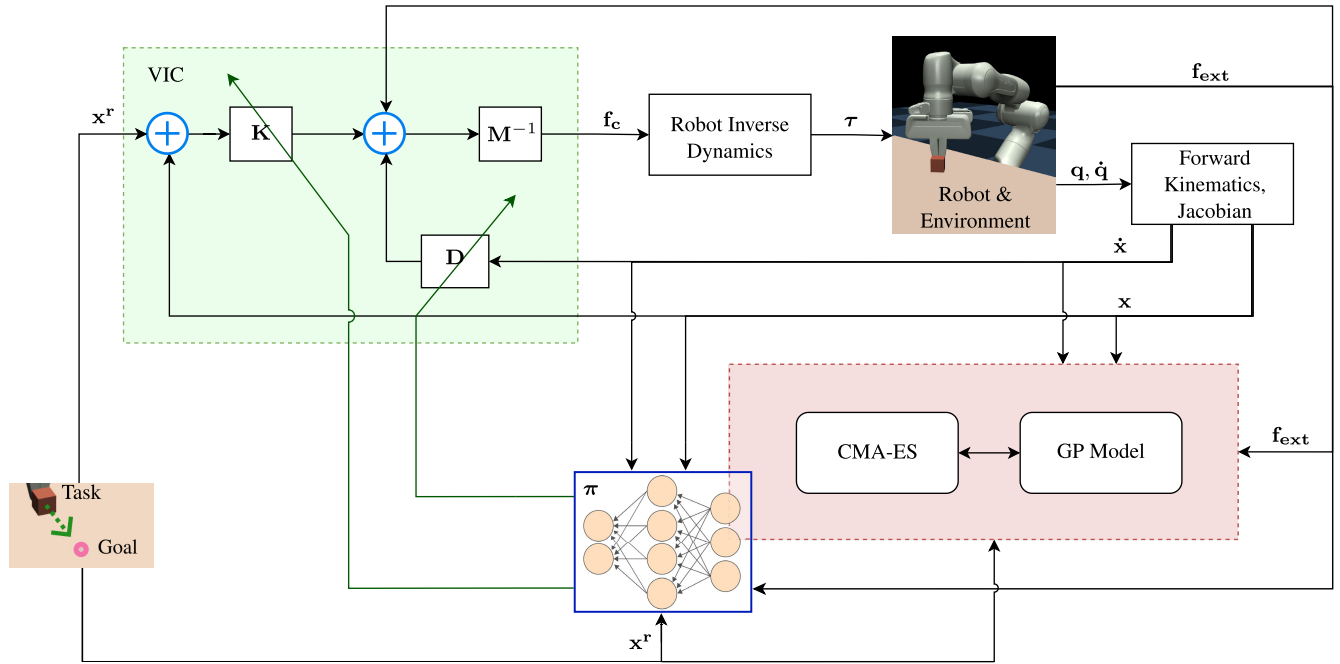 VIC
f_ext
x^r
K
M^{-1}
f_c
Robot Inverse
Dynamics
τ
Robot &
Environment
q, q̇
Forward
Kinematics,
Jacobian
D
ẋ
x
CMA-ES
GP Model
f_ext
Task
Goal
π
x^r